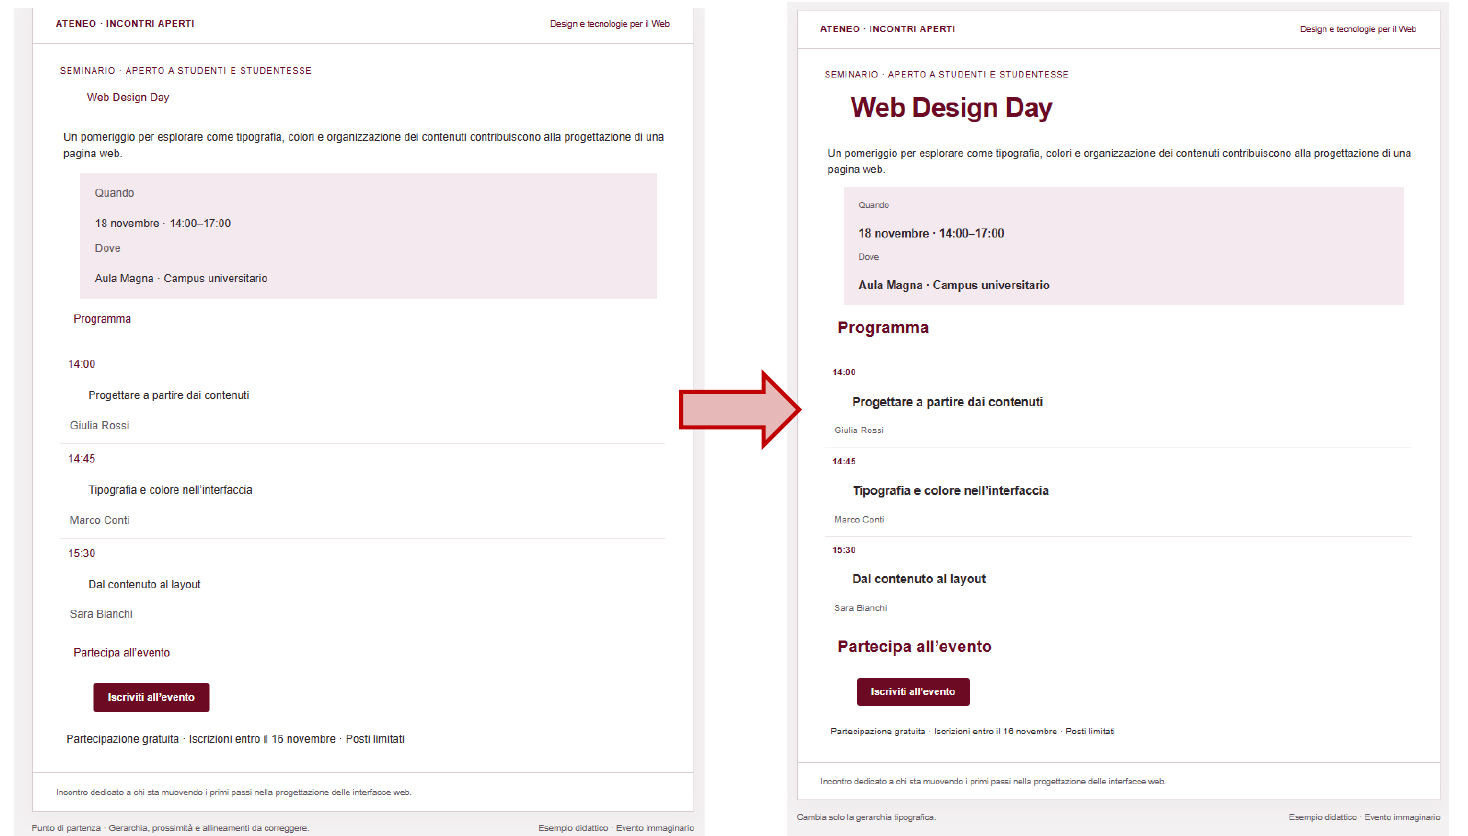 ATENEO · INCONTRI APERTI
Design e tecnologie per il Web
SEMINARIO · APERTO A STUDENTI E STUDENTESSE
Web Design Day
Un pomeriggio per esplorare come tipografia, colori e organizzazione dei contenuti contribuiscono alla progettazione di una
pagina web.
Quando
18 novembre · 14:00–17:00
Dove
Aula Magna · Campus universitario
Programma
14:00
Progettare a partire dai contenuti
Giulia Rossi
14:45
Tipografia e colore nell'interfaccia
Marco Conti
15:30
Dal contenuto al layout
Sara Bianchi
Partecipa all'evento
Iscriviti all'evento
Partecipazione gratuita · Iscrizioni entro il 16 novembre · Posti limitati
Incontro dedicato a chi sta muovendo i primi passi nella progettazione delle interfacce web.
Punto di partenza · Gerarchia, prossimità e allineamenti da correggere.
Esempio didattico · Evento immaginario
ATENEO · INCONTRI APERTI
Design e tecnologie per il Web
SEMINARIO · APERTO A STUDENTI E STUDENTESSE
Web Design Day
Un pomeriggio per esplorare come tipografia, colori e organizzazione dei contenuti contribuiscono alla progettazione di una
pagina web.
Quando
18 novembre · 14:00–17:00
Dove
Aula Magna · Campus universitario
Programma
14:00
Progettare a partire dai contenuti
Giulia Rossi
14:45
Tipografia e colore nell'interfaccia
Marco Conti
15:30
Dal contenuto al layout
Sara Bianchi
Partecipa all'evento
Iscriviti all'evento
Partecipazione gratuita · Iscrizioni entro il 16 novembre · Posti limitati
Incontro dedicato a chi sta muovendo i primi passi nella progettazione delle interfacce web.
Cambia solo la gerarchia tipografica.
Esempio didattico · Evento immaginario